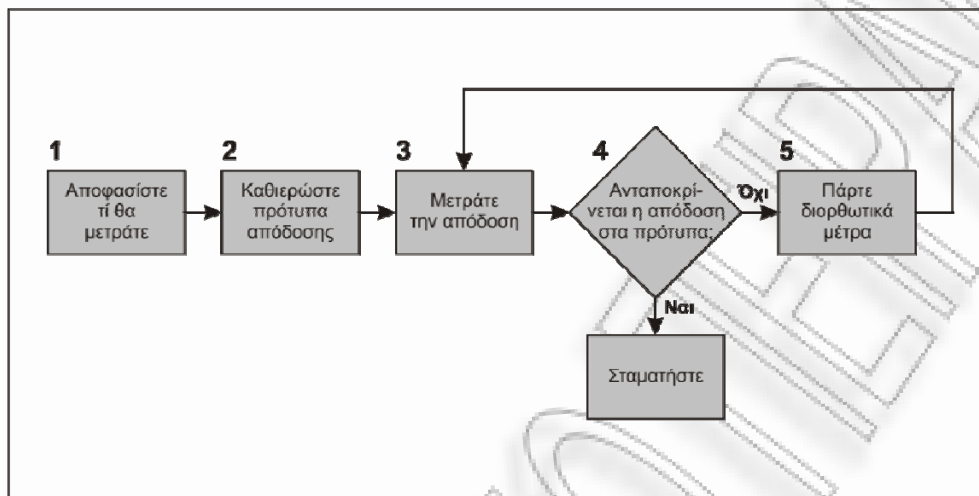 1
Αποφασίστε
τί θα
μετράτε
2
Καθιερώστε
πρότυπα
απόδοσης
3
Μετράτε
την απόδοση
4
Ανταποκρί-
νεται η απόδοση
στα πρότυπα;
Όχι
5
Πάρτε
διορθωτικά
μέτρα
Ναι
Σταματήστε